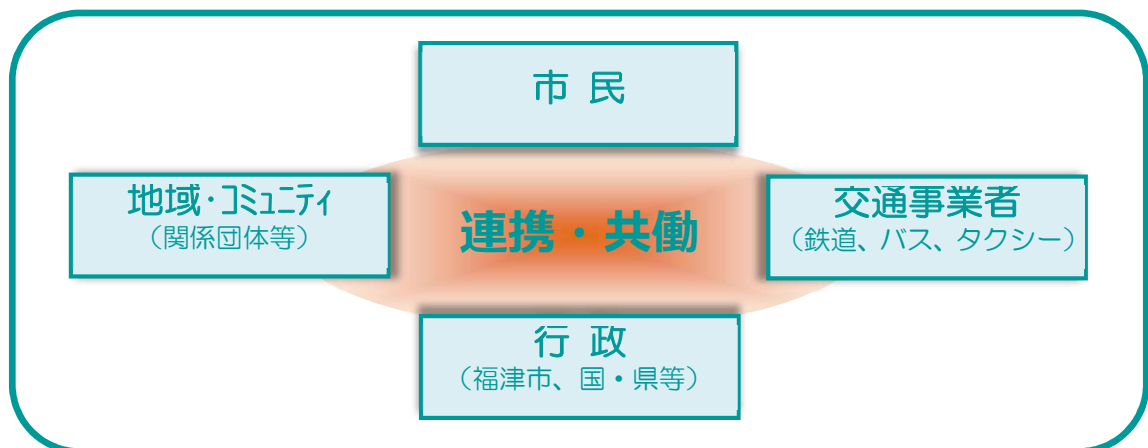 市 民
地域･コミュニティ
（関係団体等）
連携・共働
交通事業者
（鉄道、バス、タクシー）
行 政
（福津市、国・県等）